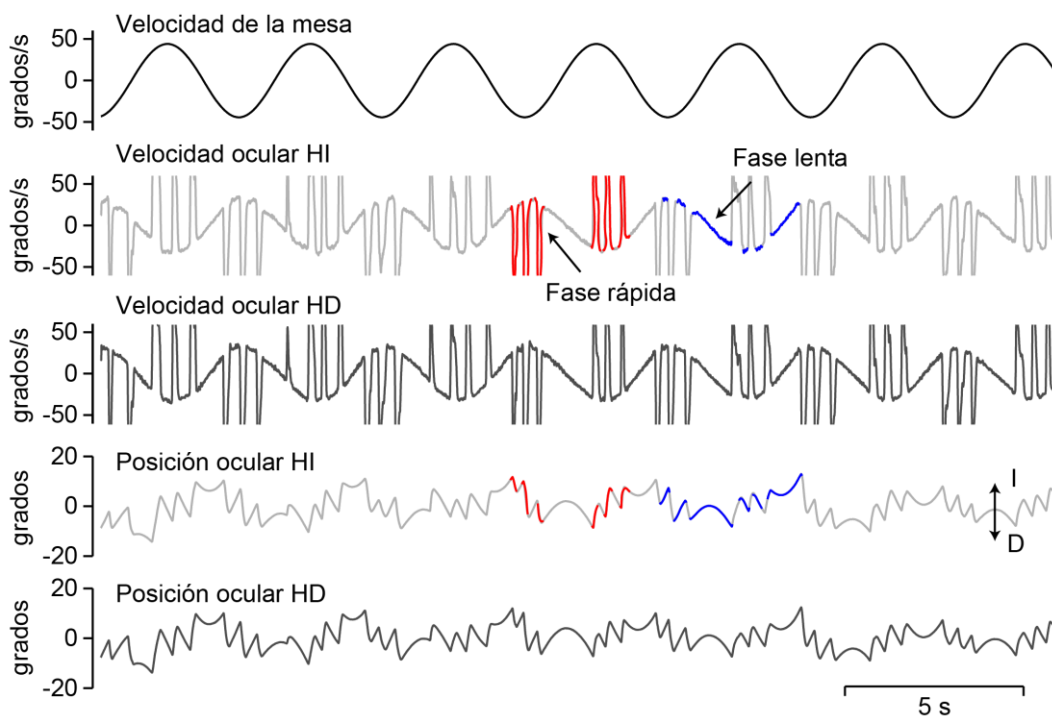 Velocidad de la mesa
grados/s
50
0
-50
Velocidad ocular HI
grados/s
50
0
-50
Fase lenta
Fase rápida
Velocidad ocular HD
grados/s
50
0
-50
Posición ocular HI
grados
20
0
-20
I
D
Posición ocular HD
grados
20
0
-20
5 s